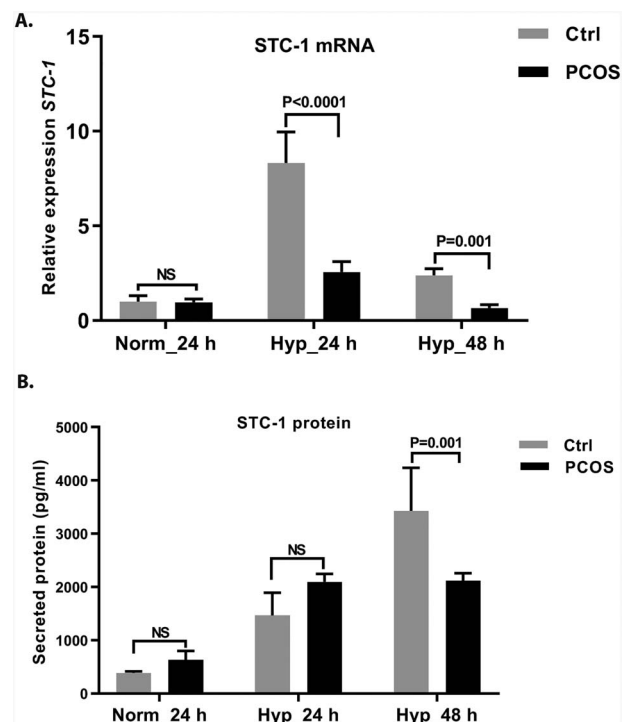 A.
STC-1 mRNA
Ctrl
PCOS
Relative expression STC-1
15
10
5
0
NS
P<0.0001
P=0.001
Norm_24 h
Hyp_24 h
Hyp_48 h
B.
STC-1 protein
Ctrl
PCOS
Secreted protein (pg/ml)
5000
4000
3000
2000
1000
0
NS
NS
P=0.001
Norm_24 h
Hyp_24 h
Hyp_48 h